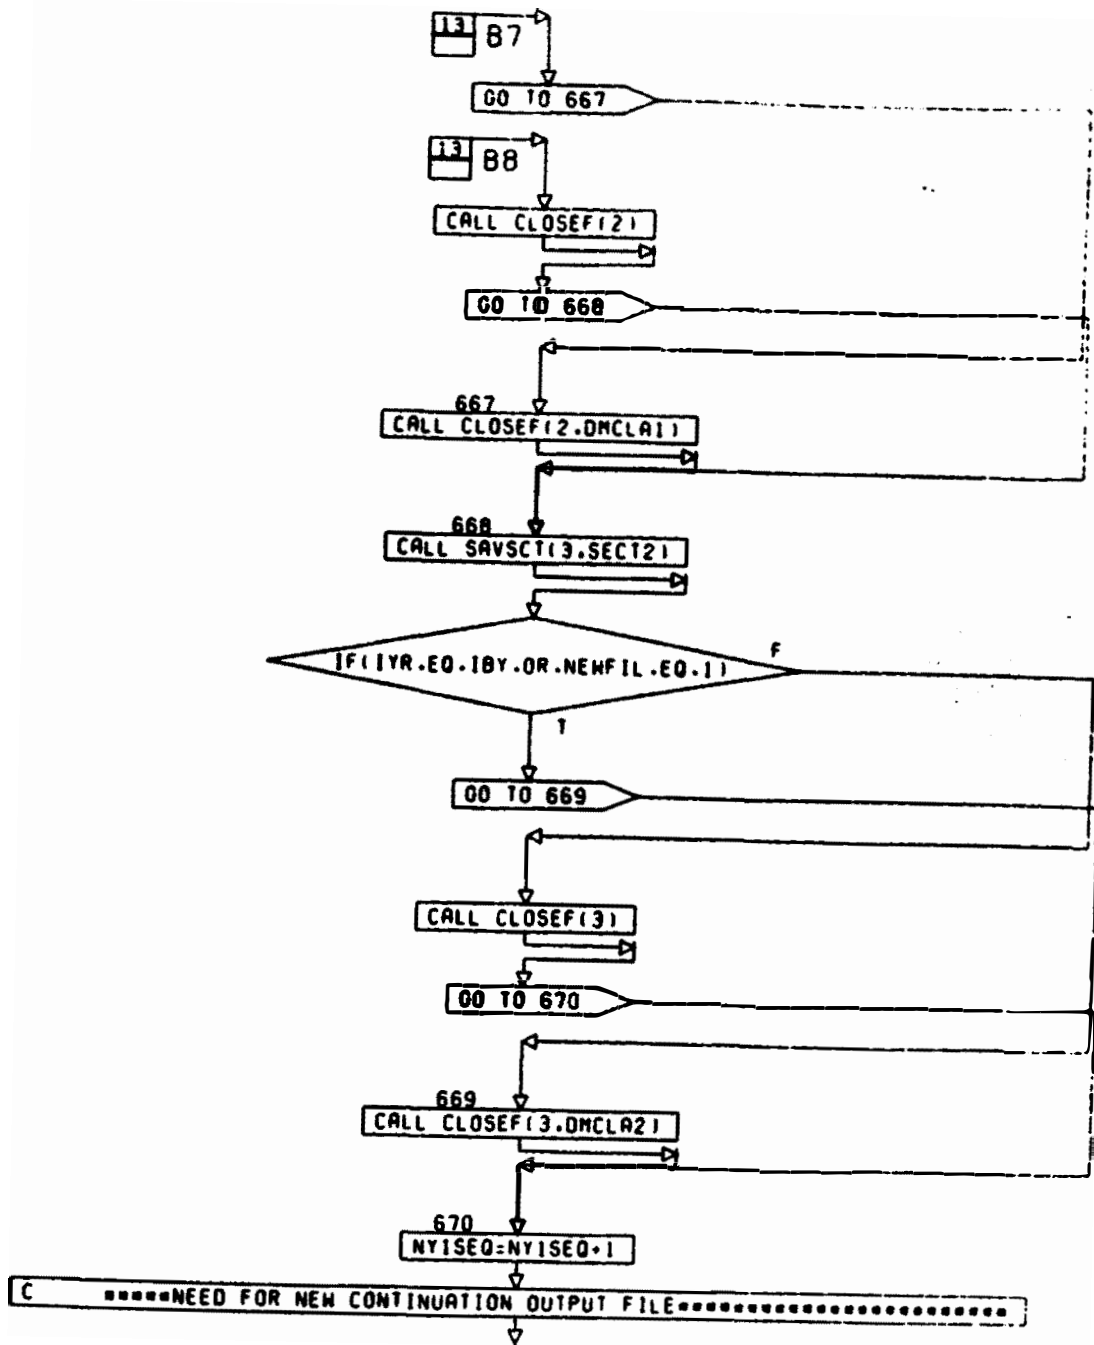 13 B7
GO TO 667
13 B8
CALL CLOSEF(2)
GO TO 668
667
CALL CLOSEF(2.DMCLA1)
668
CALL SAVSCT(3.SECT2)
IF(IYR.EQ.IBY.OR.NEWFIL.EQ.1)
F
T
GO TO 669
CALL CLOSEF(3)
GO TO 670
669
CALL CLOSEF(3.DMCLA2)
670
NY1SEQ=NY1SEQ+1
C *****NEED FOR NEW CONTINUATION OUTPUT FILE************************